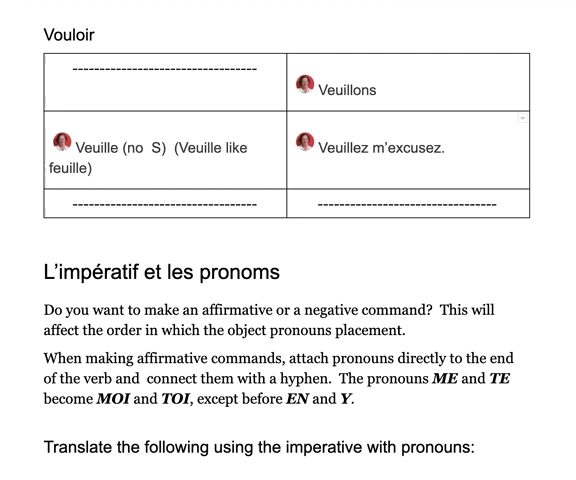 Vouloir
----------------------------------
Veuillons
Veuille (no S) (Veuille like
feuille)
Veuillez m'excusez.
---------------------------------- ---------------------------------
L'impératif et les pronoms
Do you want to make an affirmative or a negative command? This will
affect the order in which the object pronouns placement.
When making affirmative commands, attach pronouns directly to the end
of the verb and connect them with a hyphen. The pronouns ME and TE
become MOI and TOI, except before EN and Y.
Translate the following using the imperative with pronouns: